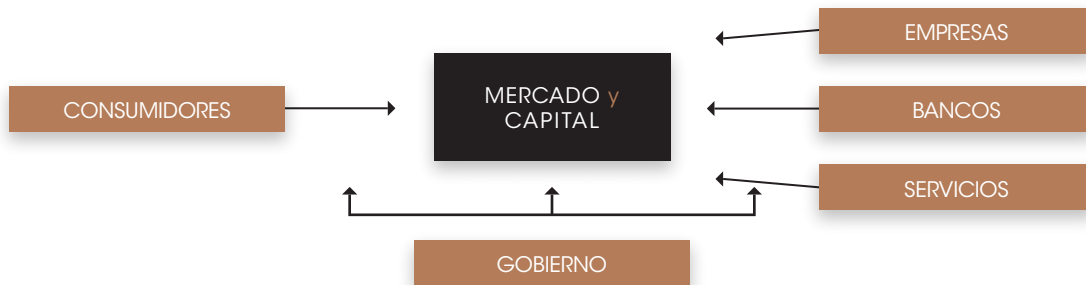 EMPRESAS
MERCADO y
CAPITAL
CONSUMIDORES
BANCOS
SERVICIOS
GOBIERNO